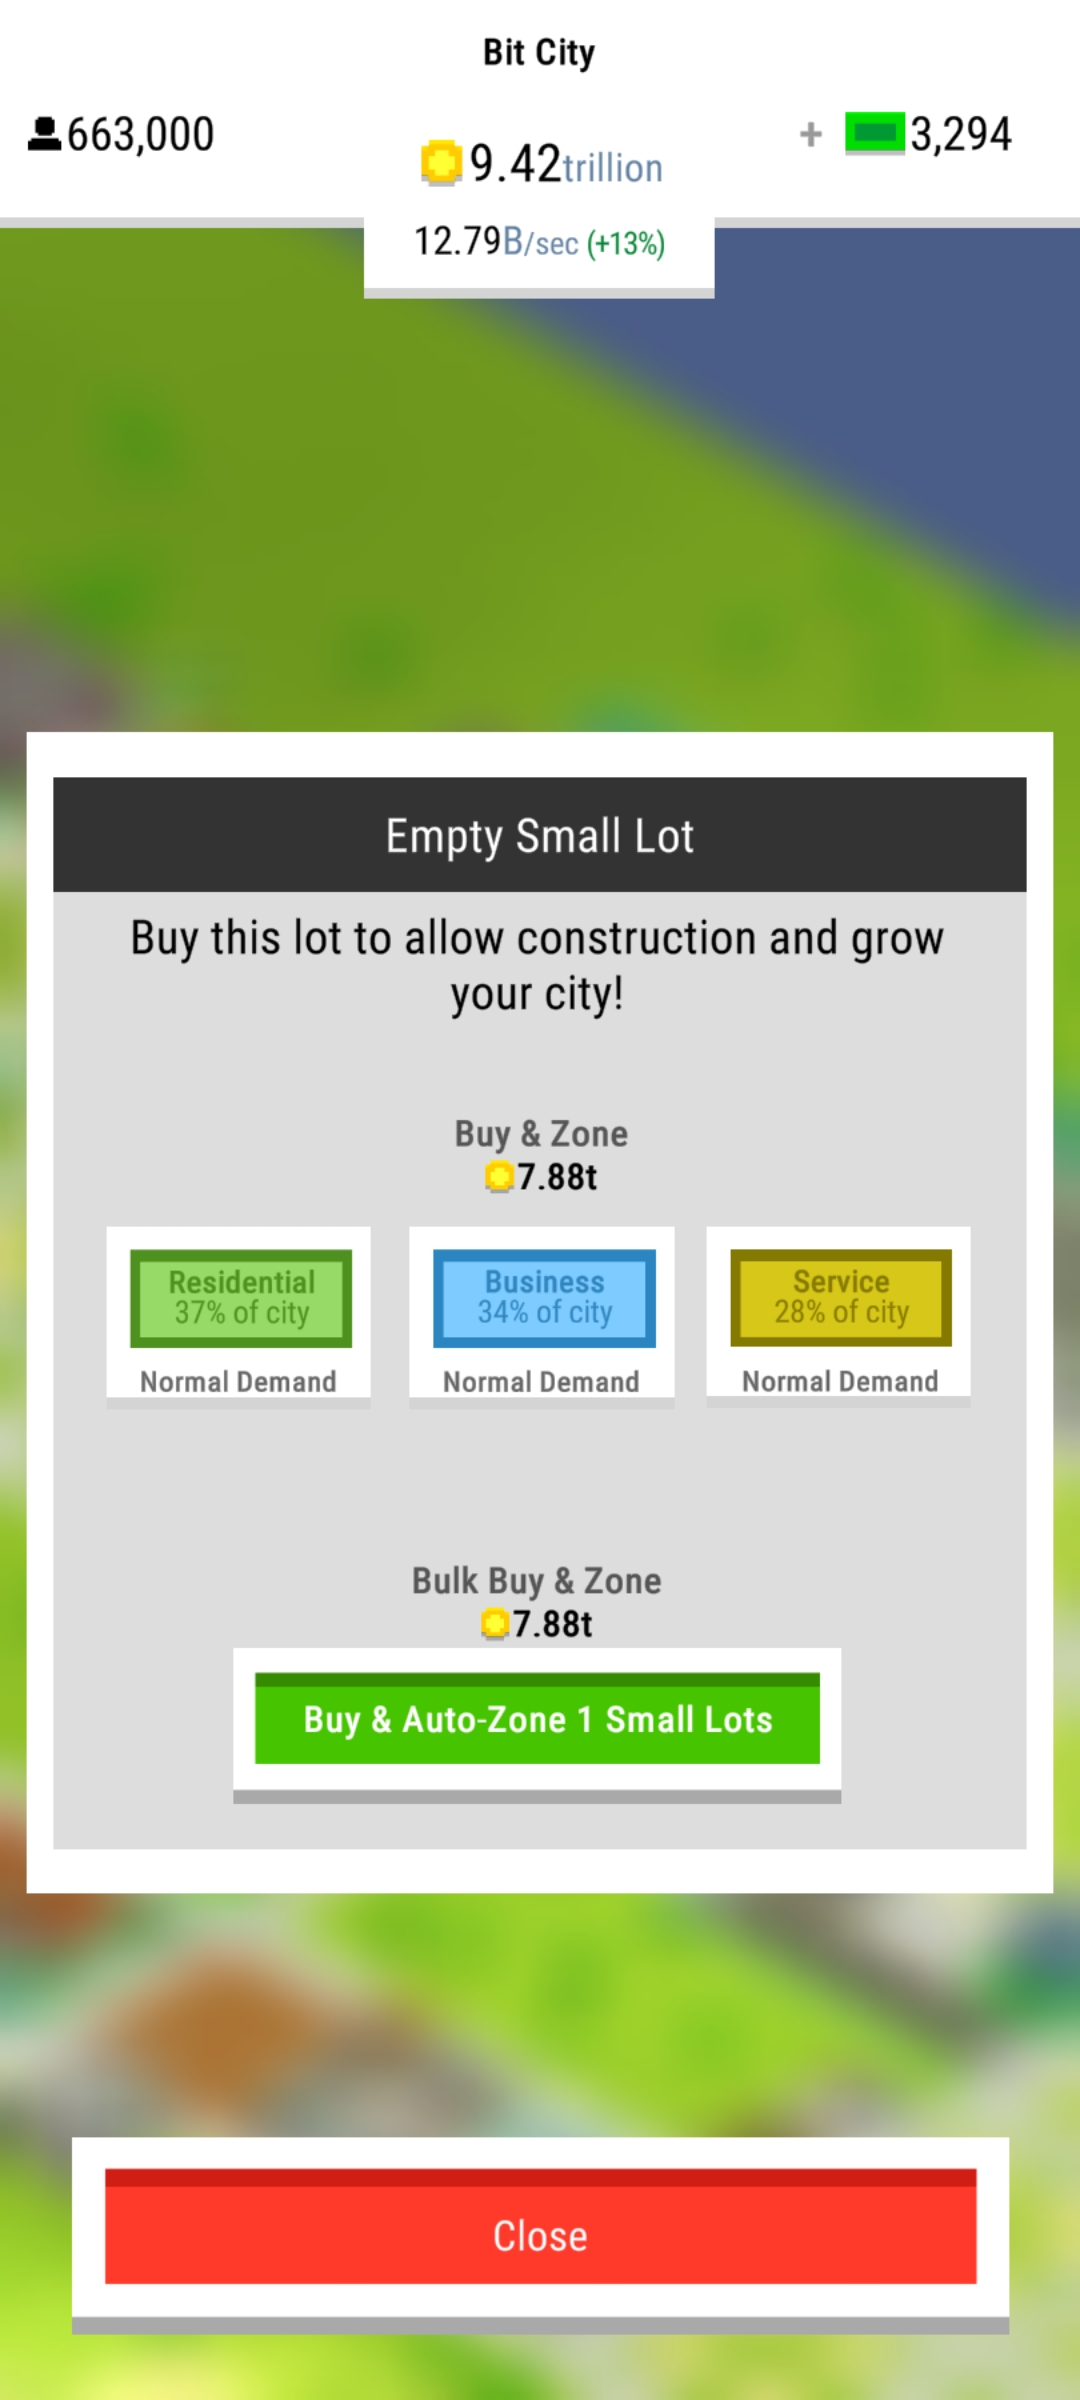 Bit City
663,000
9.42trillion
+ 3,294
12.79B/sec (+13%)
Empty Small Lot
Buy this lot to allow construction and grow
your city!
Buy & Zone
7.88t
Residential
37% of city
Normal Demand
Business
34% of city
Normal Demand
Service
28% of city
Normal Demand
Bulk Buy & Zone
7.88t
Buy & Auto-Zone 1 Small Lots
Close